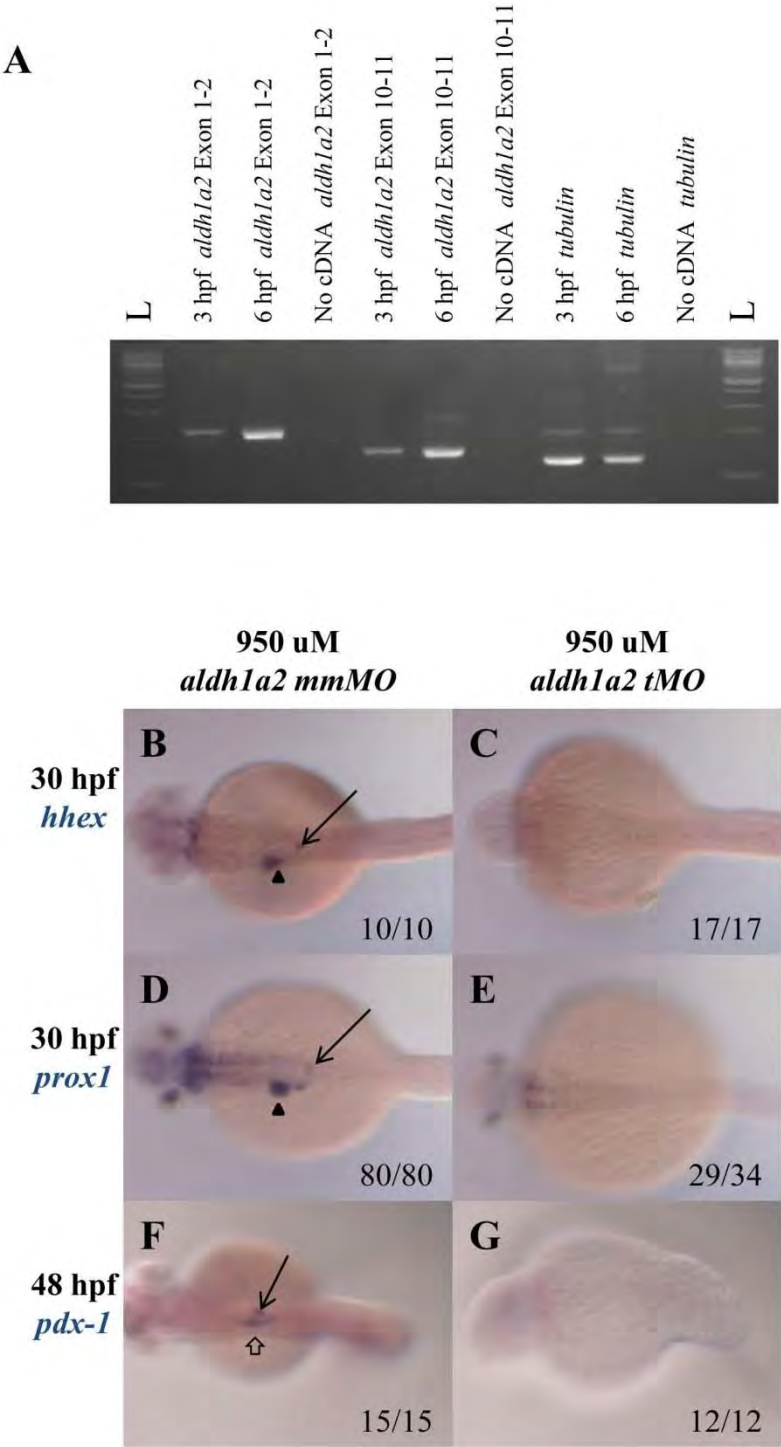 A
L
3 hpf aldh1a2 Exon 1-2
6 hpf aldh1a2 Exon 1-2
No cDNA aldh1a2 Exon 1-2
3 hpf aldh1a2 Exon 10-11
6 hpf aldh1a2 Exon 10-11
No cDNA aldh1a2 Exon 10-11
3 hpf tubulin
6 hpf tubulin
No cDNA tubulin
L
950 uM
aldh1a2 mmMO
950 uM
aldh1a2 tMO
30 hpf
hhex
B
10/10
C
17/17
30 hpf
prox1
D
80/80
E
29/34
48 hpf
pdx-1
F
15/15
G
12/12